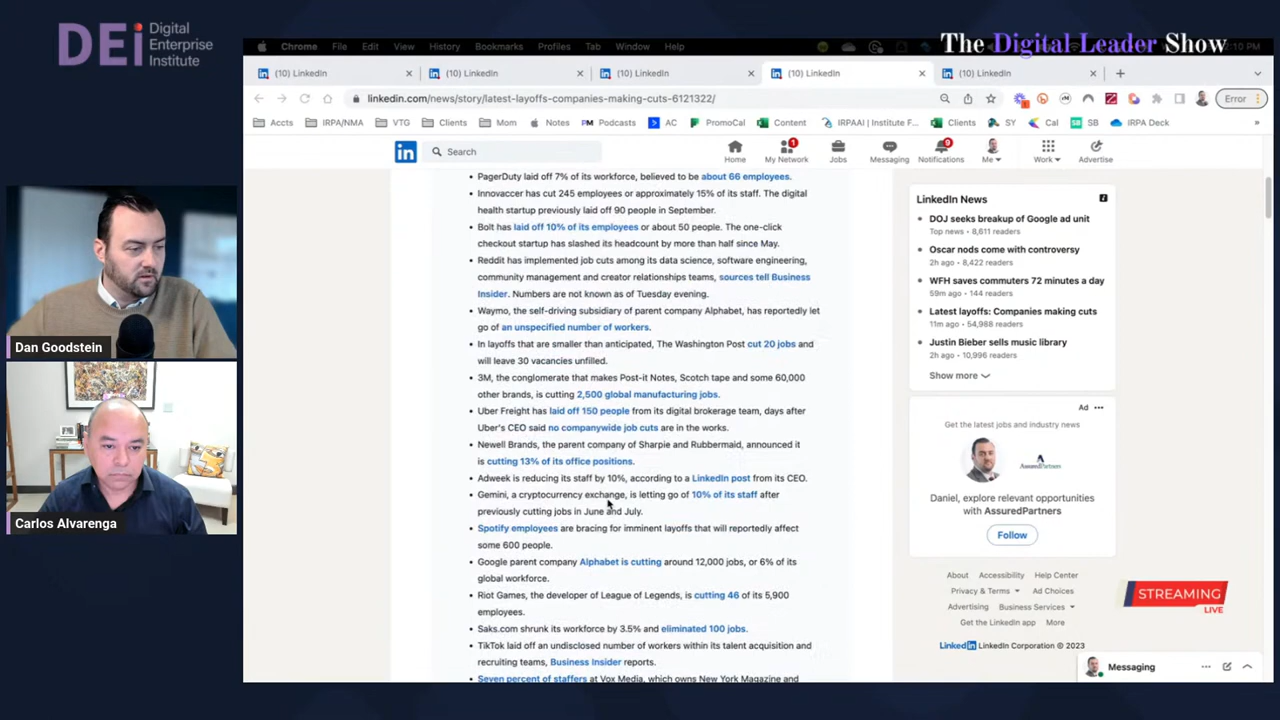 DEi Digital
Enterprise
Institute
The Digital Leader Show
Chrome File Edit View History Bookmarks Profiles Tab Window Help
:10 PM
(10) LinkedIn (10) LinkedIn (10) LinkedIn (10) LinkedIn (10) LinkedIn
linkedin.com/news/story/latest-layoffs-companies-making-cuts-6121322/
Error
Accts IRPA/NMA VTG Clients Mom Notes PM Podcasts AC PromoCal Content IRPAAI | Institute F... Clients SY Cal SB SB IRPA Deck »
in Search
Home My Network Jobs Messaging Notifications Me Work Advertise
1
9
• PagerDuty laid off 7% of its workforce, believed to be about 66 employees.
• Innovaccer has cut 245 employees or approximately 15% of its staff. The digital
health startup previously laid off 90 people in September.
• Bolt has laid off 10% of its employees or about 50 people. The one-click
checkout startup has slashed its headcount by more than half since May.
• Reddit has implemented job cuts among its data science, software engineering,
community management and creator relationships teams, sources tell Business
Insider. Numbers are not known as of Tuesday evening.
• Waymo, the self-driving subsidiary of parent company Alphabet, has reportedly let
go of an unspecified number of workers.
• In layoffs that are smaller than anticipated, The Washington Post cut 20 jobs and
will leave 30 vacancies unfilled.
• 3M, the conglomerate that makes Post-it Notes, Scotch tape and some 60,000
other brands, is cutting 2,500 global manufacturing jobs.
• Uber Freight has laid off 150 people from its digital brokerage team, days after
Uber's CEO said no companywide job cuts are in the works.
• Newell Brands, the parent company of Sharpie and Rubbermaid, announced it
is cutting 13% of its office positions.
• Adweek is reducing its staff by 10%, according to a LinkedIn post from its CEO.
• Gemini, a cryptocurrency exchange, is letting go of 10% of its staff after
previously cutting jobs in June and July.
• Spotify employees are bracing for imminent layoffs that will reportedly affect
some 600 people.
• Google parent company Alphabet is cutting around 12,000 jobs, or 6% of its
global workforce.
• Riot Games, the developer of League of Legends, is cutting 46 of its 5,900
employees.
• Saks.com shrunk its workforce by 3.5% and eliminated 100 jobs.
• TikTok laid off an undisclosed number of workers within its talent acquisition and
recruiting teams, Business Insider reports.
• Seven percent of staffers at Vox Media, which owns New York Magazine and
LinkedIn News
• DOJ seeks breakup of Google ad unit
Top news • 8,611 readers
• Oscar nods come with controversy
2h ago • 8,422 readers
• WFH saves commuters 72 minutes a day
59m ago • 144 readers
• Latest layoffs: Companies making cuts
11m ago • 54,988 readers
• Justin Bieber sells music library
2h ago • 10,996 readers
Show more
Ad •••
Get the latest jobs and industry news
AssuredPartners
Daniel, explore relevant opportunities
with AssuredPartners
Follow
About Accessibility Help Center
Privacy & Terms Ad Choices
Advertising Business Services
Get the LinkedIn app More
LinkedIn LinkedIn Corporation © 2023
Messaging
STREAMING
LIVE
Dan Goodstein
Carlos Alvarenga